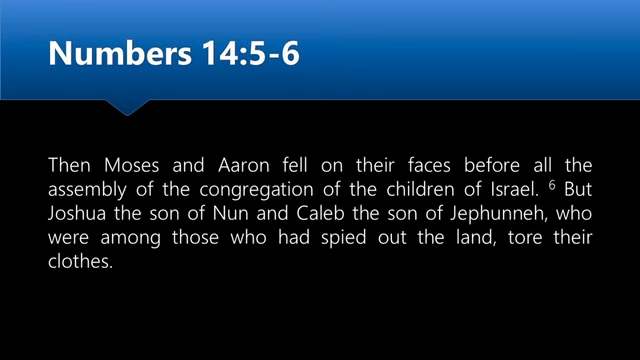 Numbers 14:5-6
Then Moses and Aaron fell on their faces before all the
assembly of the congregation of the children of Israel. 6 But
Joshua the son of Nun and Caleb the son of Jephunneh, who
were among those who had spied out the land, tore their
clothes.